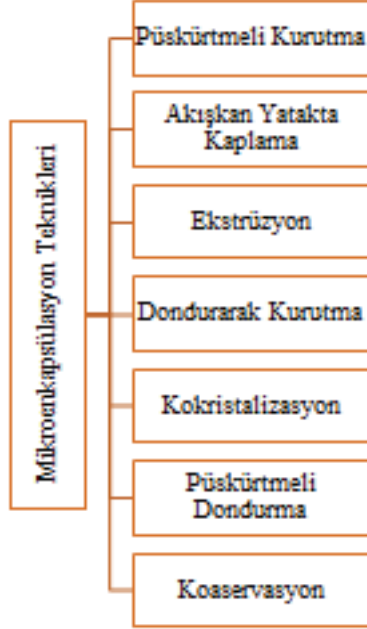 Mikroenkapsülasyon Teknikleri
Püskürtmeli Kurutma
Akışkan Yatakta
Kaplama
Ekstrüzyon
Dondurarak Kurutma
Kokristalizasyon
Püskürtmeli
Dondurma
Koaservasyon